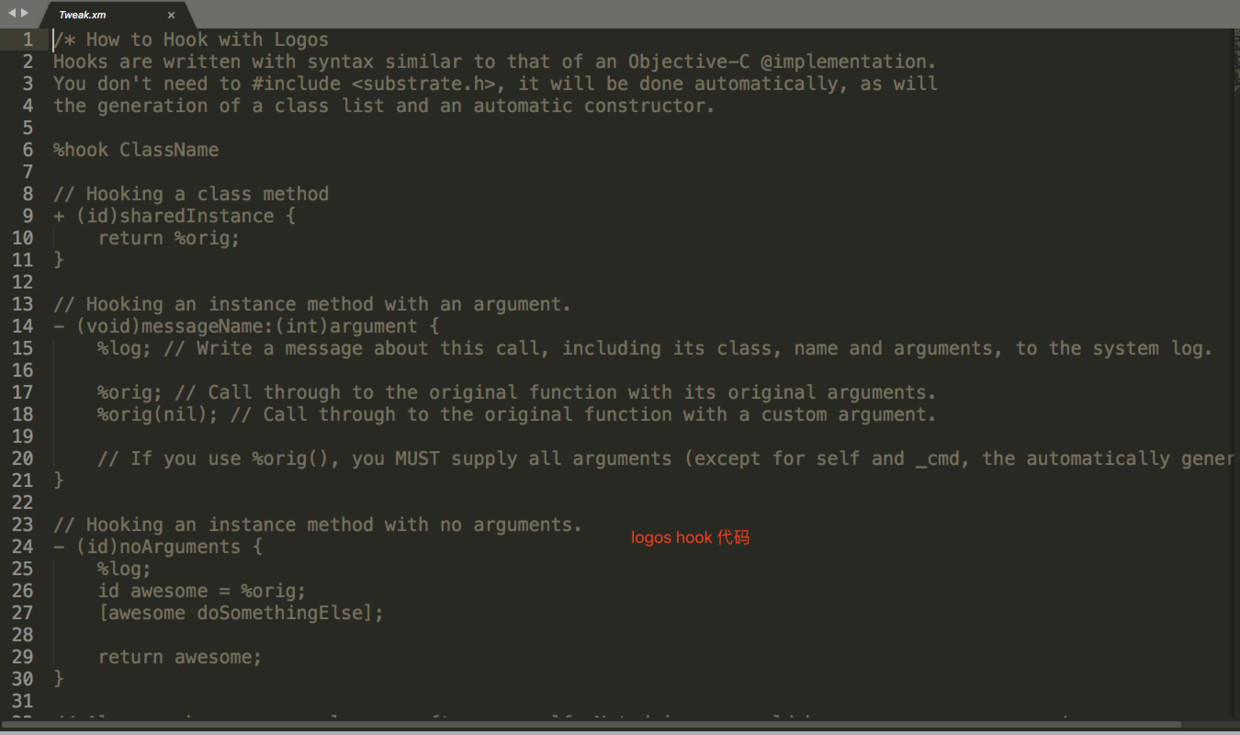 Tweak.xm
1 /* How to Hook with Logos
2 Hooks are written with syntax similar to that of an Objective-C @implementation.
3 You don't need to #include <substrate.h>, it will be done automatically, as will
4 the generation of a class list and an automatic constructor.
5
6 %hook ClassName
7
8 // Hooking a class method
9 + (id)sharedInstance {
10     return %orig;
11 }
12
13 // Hooking an instance method with an argument.
14 - (void)messageName:(int)argument {
15     %log; // Write a message about this call, including its class, name and arguments, to the system log.
16
17     %orig; // Call through to the original function with its original arguments.
18     %orig(nil); // Call through to the original function with a custom argument.
19
20     // If you use %orig(), you MUST supply all arguments (except for self and _cmd, the automatically gener
21 }
22
23 // Hooking an instance method with no arguments.
logos hook 代码
24 - (id)noArguments {
25     %log;
26     id awesome = %orig;
27     [awesome doSomethingElse];
28
29     return awesome;
30 }
31